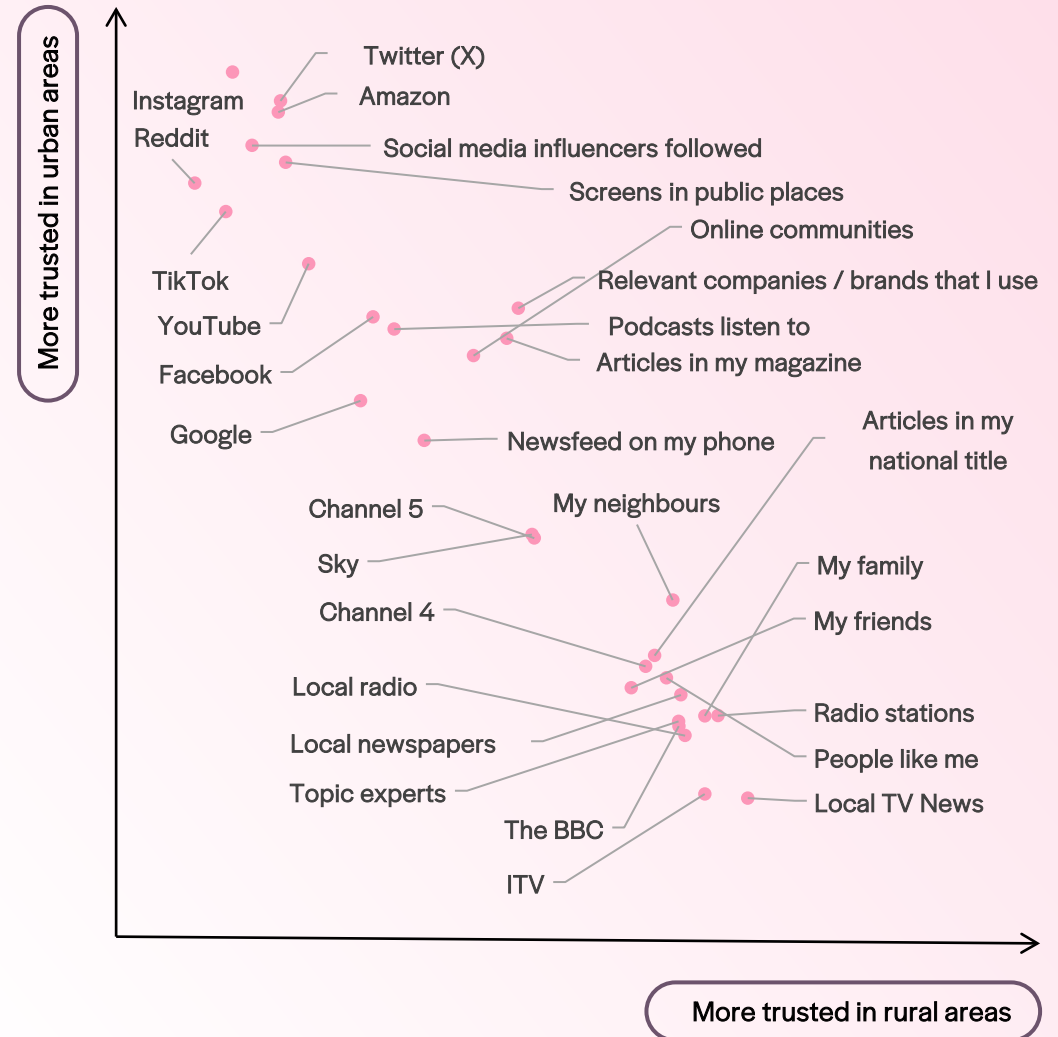 More trusted in urban areas
Twitter (X)
Amazon
Instagram
Reddit
Social media influencers followed
Screens in public places
Online communities
TikTok
Relevant companies / brands that I use
YouTube
Podcasts listen to
Articles in my magazine
Facebook
Google
Newsfeed on my phone
Articles in my
national title
Channel 5
My neighbours
Sky
My family
Channel 4
My friends
Local radio
Radio stations
Local newspapers
People like me
Topic experts
Local TV News
The BBC
ITV
More trusted in rural areas